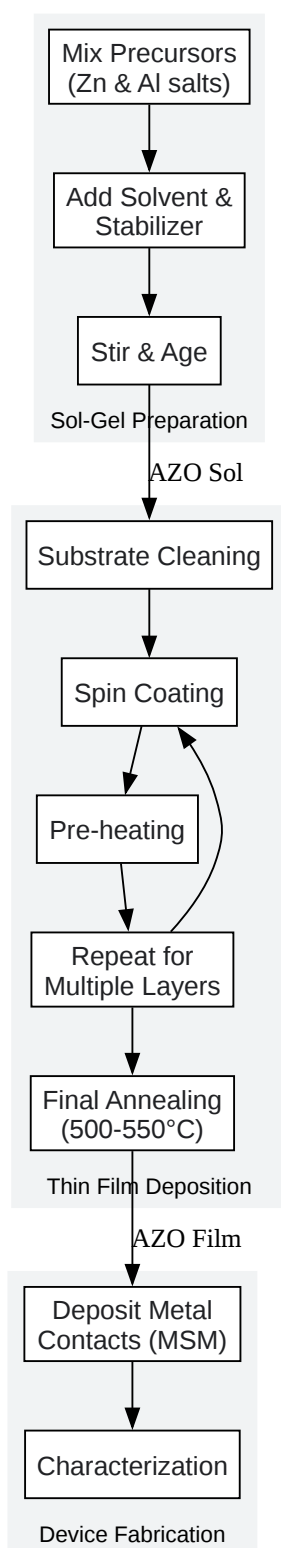 Mix Precursors
(Zn & Al salts)
Add Solvent &
Stabilizer
Stir & Age
Sol-Gel Preparation
AZO Sol
Substrate Cleaning
Spin Coating
Pre-heating
Repeat for
Multiple Layers
Final Annealing
(500-550°C)
Thin Film Deposition
AZO Film
Deposit Metal
Contacts (MSM)
Characterization
Device Fabrication